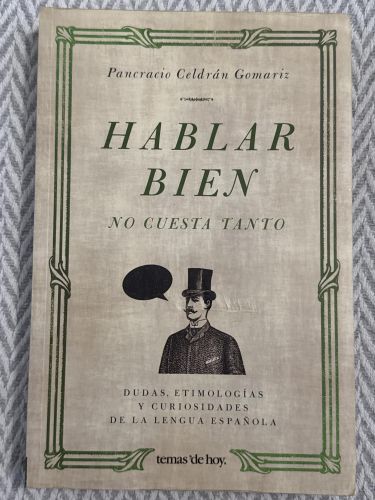 Pancracio Celdrán Gomariz
HABLAR
BIEN
NO CUESTA TANTO
DUDAS, ETIMOLOGÍAS
Y CURIOSIDADES
DE LA LENGUA ESPAÑOLA
temas'de hoy.